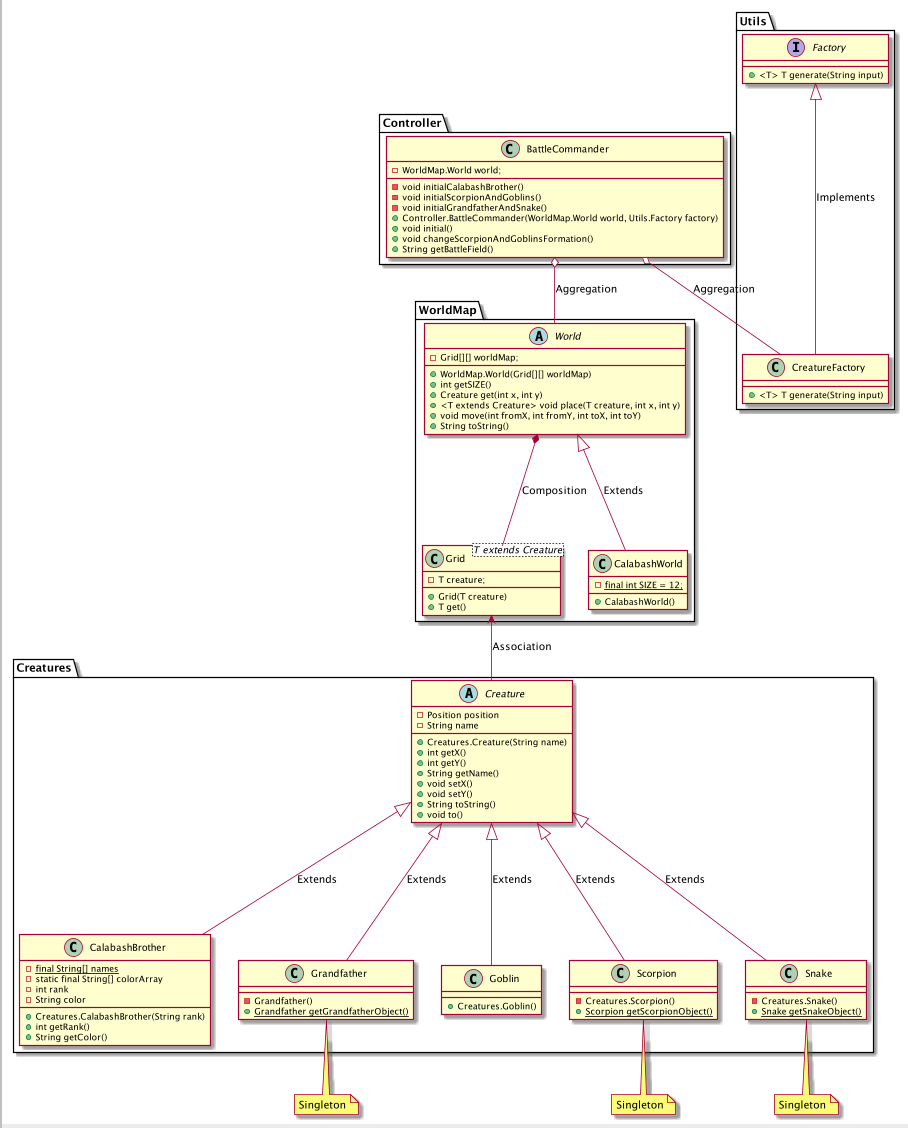 Utils
I Factory
<T> T generate(String input)
Controller
C BattleCommander
WorldMap.World world;
void initialCalabashBrother()
void initialScorpionAndGoblins()
void initialGrandfatherAndSnake()
Controller.BattleCommander(WorldMap.World world, Utils.Factory factory)
void initial()
void changeScorpionAndGoblinsFormation()
String getBattleField()
Implements
Aggregation
Aggregation
WorldMap
A World
Grid[][] worldMap;
WorldMap.World(Grid[][] worldMap)
int getSIZE()
Creature get(int x, int y)
<T extends Creature> void place(T creature, int x, int y)
void move(int fromX, int fromY, int toX, int toY)
String toString()
C CreatureFactory
<T> T generate(String input)
Composition
Extends
C Grid
T extends Creature
T creature;
Grid(T creature)
T get()
C CalabashWorld
final int SIZE = 12;
CalabashWorld()
Association
Creatures
A Creature
Position position
String name
Creatures.Creature(String name)
int getX()
int getY()
String getName()
void setX()
void setY()
String toString()
void to()
Extends
Extends
Extends
Extends
Extends
C CalabashBrother
final String[] names
static final String[] colorArray
int rank
String color
Creatures.CalabashBrother(String rank)
int getRank()
String getColor()
C Grandfather
Grandfather()
Grandfather getGrandfatherObject()
C Goblin
Creatures.Goblin()
C Scorpion
Creatures.Scorpion()
Scorpion getScorpionObject()
C Snake
Creatures.Snake()
Snake getSnakeObject()
Singleton
Singleton
Singleton